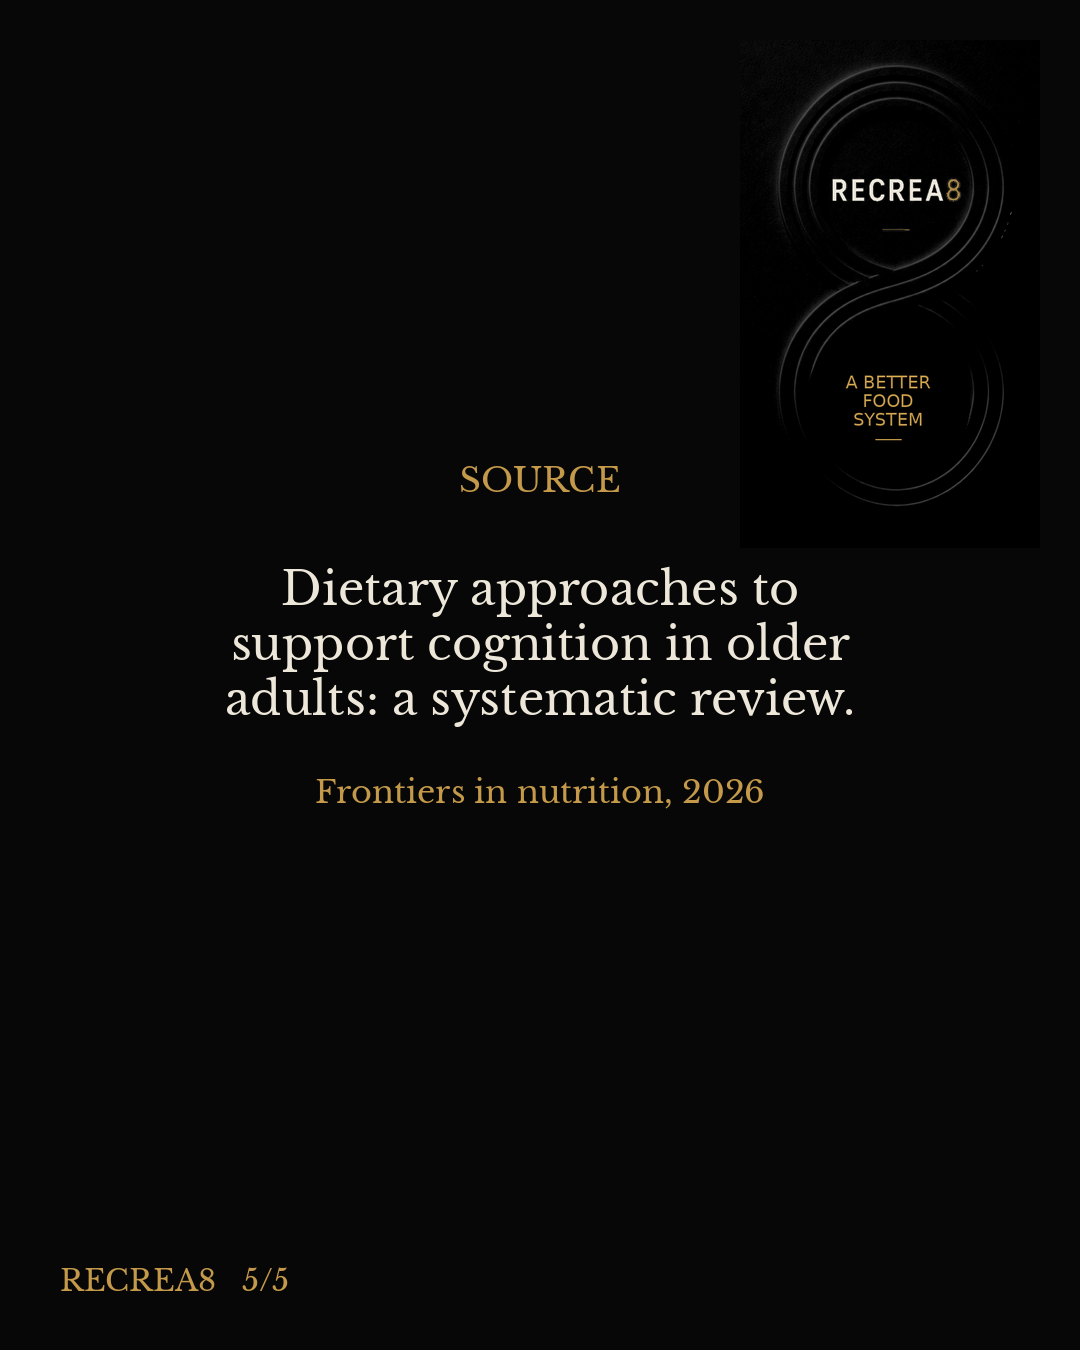 RECREA8
A BETTER
FOOD
SYSTEM
SOURCE
Dietary approaches to
support cognition in older
adults: a systematic review.
Frontiers in nutrition, 2026
RECREA8 5/5